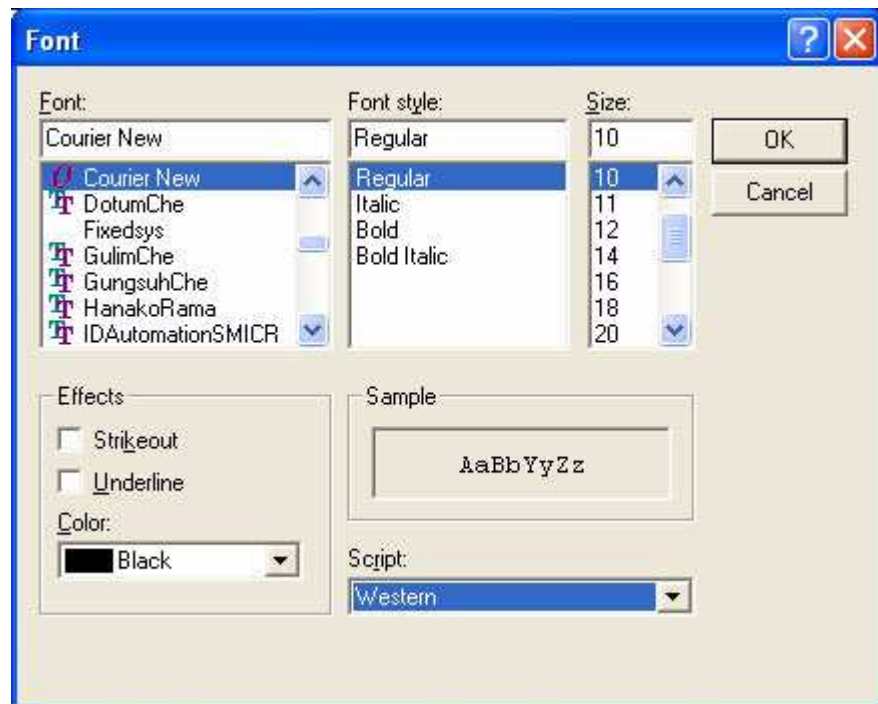 Font
Font:
Courier New
Courier New
DotumChe
Fixedsys
GulimChe
GungsuhChe
HanakoRama
IDAutomationSMICR
Font style:
Regular
Regular
Italic
Bold
Bold Italic
Size:
10
10
11
12
14
16
18
20
OK
Cancel
Effects
Strikeout
Underline
Color:
Black
Sample
AaBbYyZz
Script:
Western